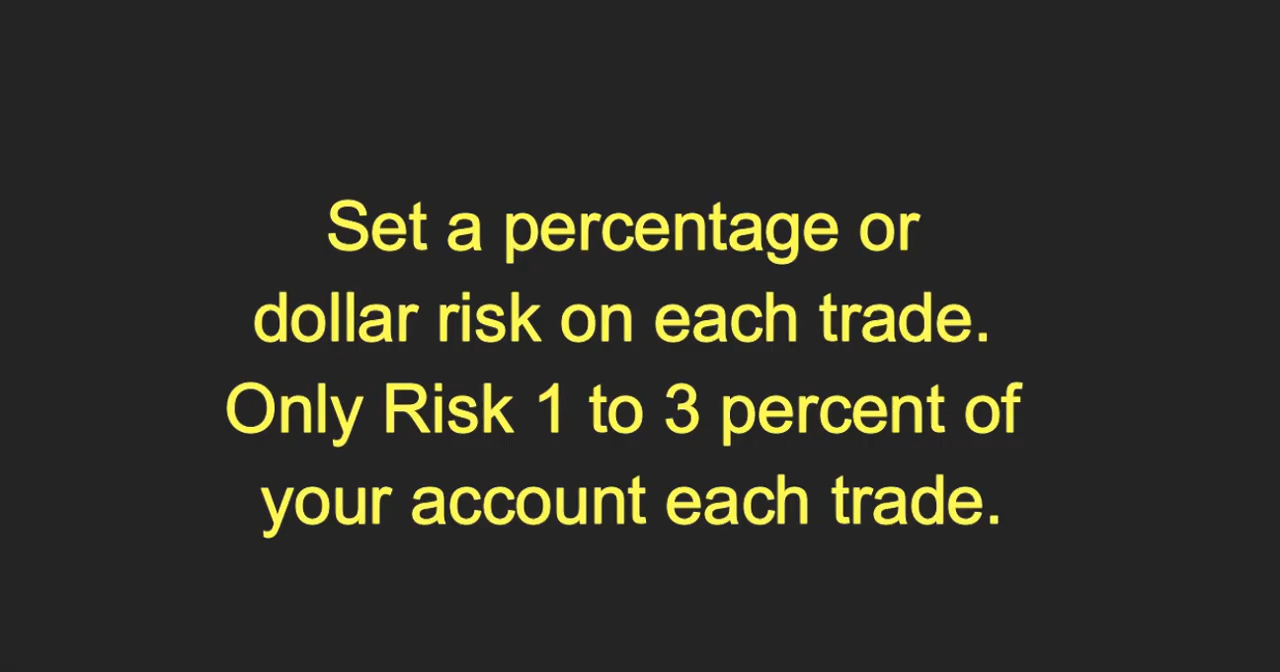 Set a percentage or
dollar risk on each trade.
Only Risk 1 to 3 percent of
your account each trade.